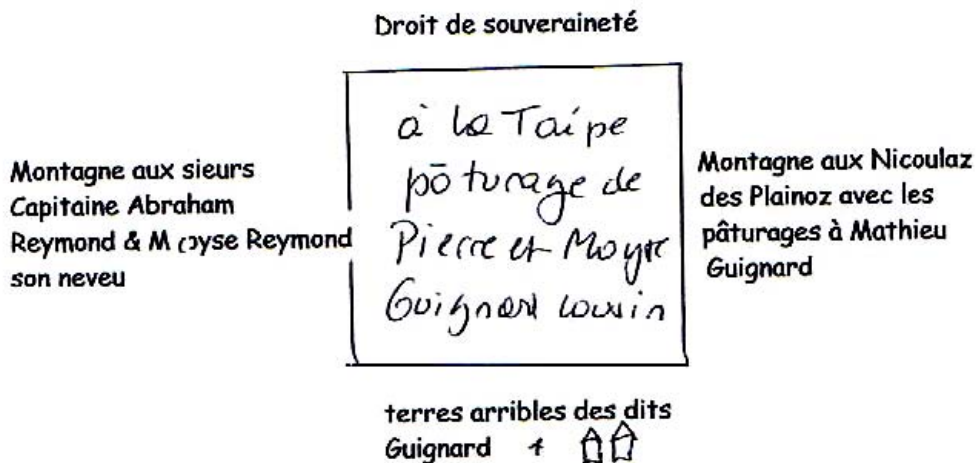 Droit de souveraineté
Montagne aux sieurs
Capitaine Abraham
Reymond & Moyse Reymond
son neveu
à la Taipe
pâturage de
Pierre et Moyse
Guignard cousin
Montagne aux Nicoulaz
des Plainoz avec les
pâturages à Mathieu
Guignard
terres arribles des dits
Guignard +